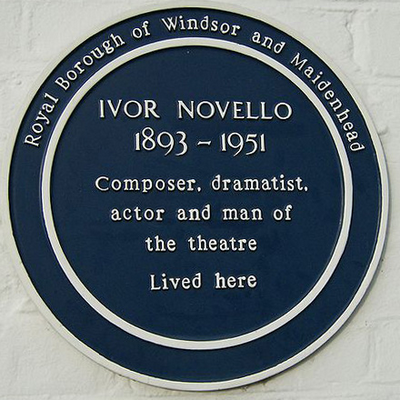 Royal Borough of Windsor and Maidenhead
IVOR NOVELLO
1893 – 1951
Composer, dramatist,
actor and man of
the theatre
Lived here